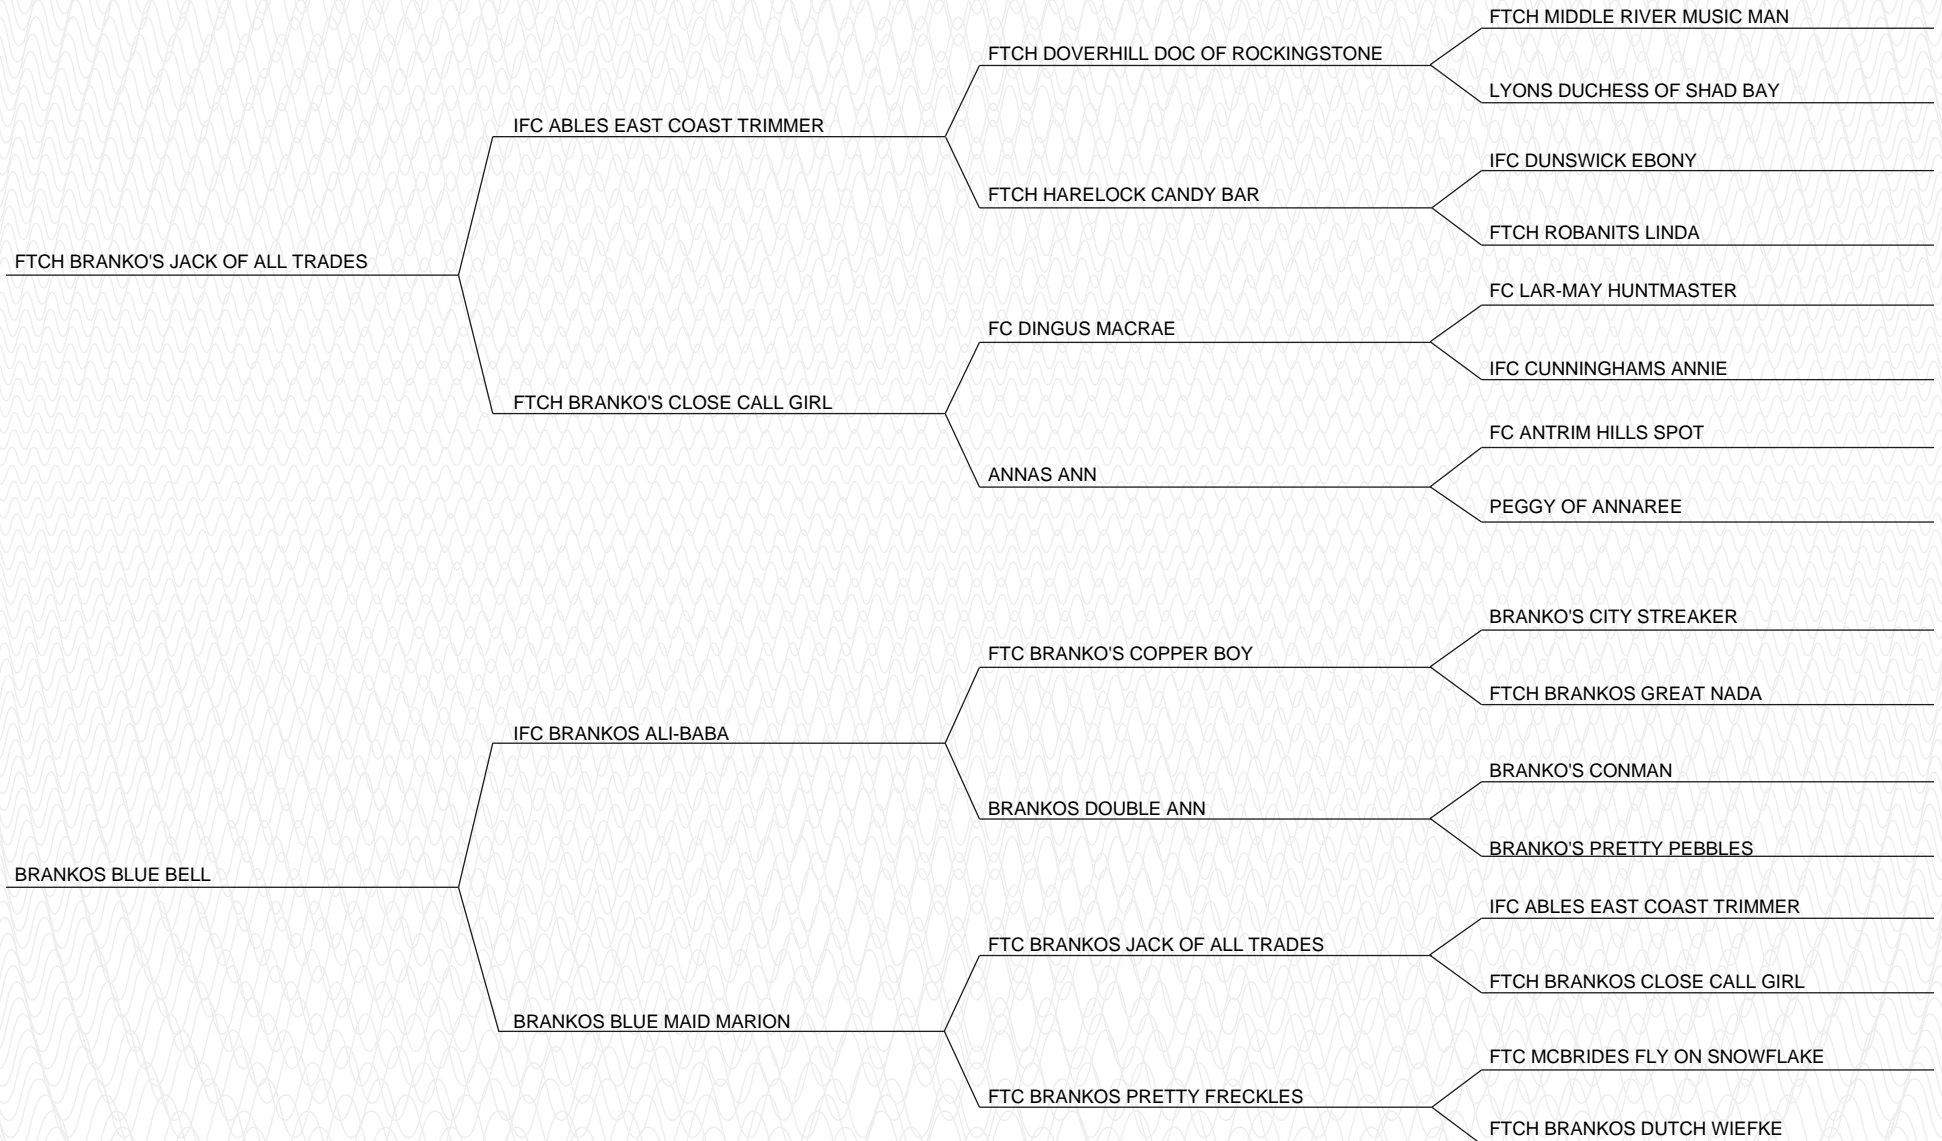 FTCH MIDDLE RIVER MUSIC MAN
FTCH DOVERHILL DOC OF ROCKINGSTONE
LYONS DUCHESS OF SHAD BAY
IFC ABLES EAST COAST TRIMMER
IFC DUNSWICK EBONY
FTCH HARELOCK CANDY BAR
FTCH ROBANITS LINDA
FTCH BRANKO'S JACK OF ALL TRADES
FC LAR-MAY HUNTMASTER
FC DINGUS MACRAE
IFC CUNNINGHAMS ANNIE
FTCH BRANKO'S CLOSE CALL GIRL
FC ANTRIM HILLS SPOT
ANNAS ANN
PEGGY OF ANNAREE
BRANKO'S CITY STREAKER
FTC BRANKO'S COPPER BOY
FTCH BRANKOS GREAT NADA
IFC BRANKOS ALI-BABA
BRANKO'S CONMAN
BRANKOS DOUBLE ANN
BRANKO'S PRETTY PEBBLES
BRANKOS BLUE BELL
IFC ABLES EAST COAST TRIMMER
FTC BRANKOS JACK OF ALL TRADES
FTCH BRANKOS CLOSE CALL GIRL
BRANKOS BLUE MAID MARION
FTC MCBRIDES FLY ON SNOWFLAKE
FTC BRANKOS PRETTY FRECKLES
FTCH BRANKOS DUTCH WIEFKE